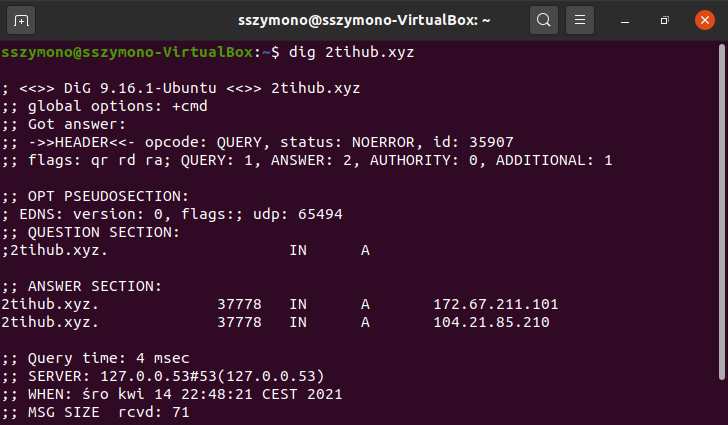 sszymono@sszymono-VirtualBox: ~
sszymono@sszymono-VirtualBox:~$ dig 2tihub.xyz

; <<>> DiG 9.16.1-Ubuntu <<>> 2tihub.xyz
;; global options: +cmd
;; Got answer:
;; ->>HEADER<<- opcode: QUERY, status: NOERROR, id: 35907
;; flags: qr rd ra; QUERY: 1, ANSWER: 2, AUTHORITY: 0, ADDITIONAL: 1

;; OPT PSEUDOSECTION:
; EDNS: version: 0, flags:; udp: 65494
;; QUESTION SECTION:
;2tihub.xyz.                    IN      A

;; ANSWER SECTION:
2tihub.xyz.             37778   IN      A       172.67.211.101
2tihub.xyz.             37778   IN      A       104.21.85.210

;; Query time: 4 msec
;; SERVER: 127.0.0.53#53(127.0.0.53)
;; WHEN: śro kwi 14 22:48:21 CEST 2021
;; MSG SIZE  rcvd: 71